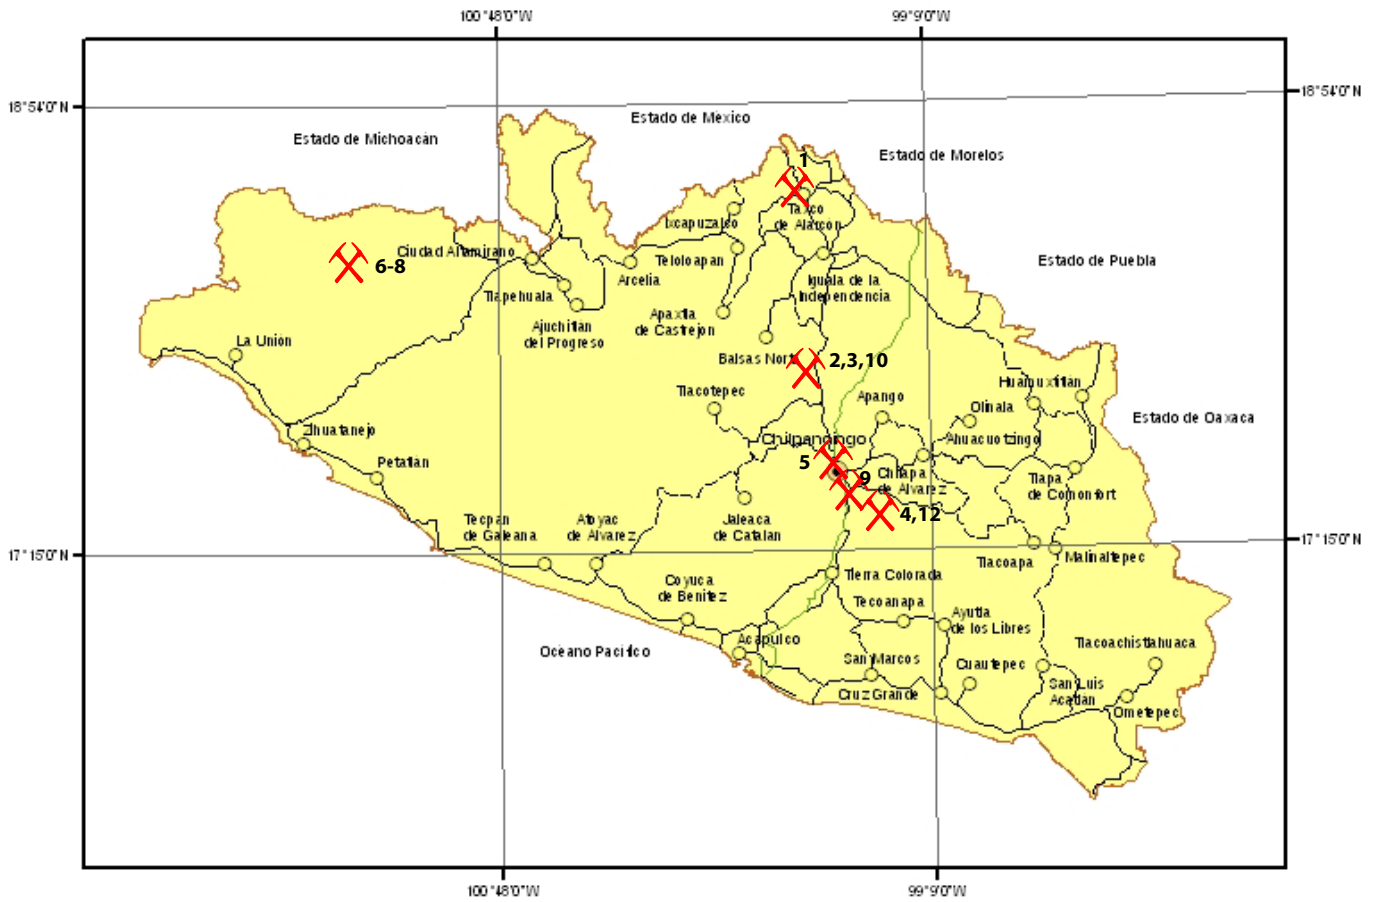 100°48'0"W
99°9'0"W
18°54'0"N
18°54'0"N
Estado de México
Estado de Michoacán
Estado de Morelos
1
Taxco
de Alarcón
Ixcapuzalco
Ciudad Altamirano
6-8
Teloloapan
Estado de Puebla
Arcelia
Iguala de la
Independencia
Tlapehuala
Apaxtla
de Castrejon
Ajuchitlan
del Progreso
La Unión
Balsas Norte
2,3,10
Huamuxtitlán
Tlacotepec
Apango
Olinala
Estado de Oaxaca
Zihuatanejo
Chilpancingo
Ahuacuotzingo
5
Petatlán
9
Chilapa
de Alvarez
Tlapa
de Comonfort
4,12
Tecpan
de Galeana
Atoyac
de Alvarez
Jaleaca
de Catalan
17°15'0"N
17°15'0"N
Tlacoapa
Malinaltepec
Coyuca
de Benitez
Tierra Colorada
Tecoanapa
Ayutla
de los Libres
Oceano Pacifico
Acapulco
Tlacoachistlahuaca
San Marcos
Cuautepec
Cruz Grande
San Luis
Acatlán
Ometepec
100°48'0"W
99°9'0"W